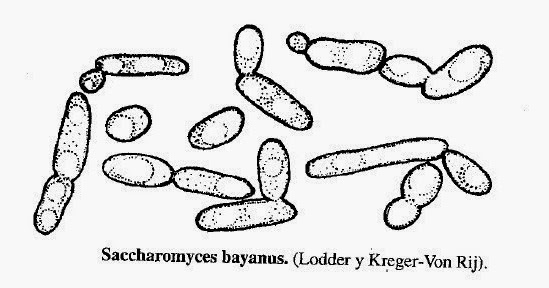 Saccharomyces bayanus. (Lodder y Kreger-Von Rij).